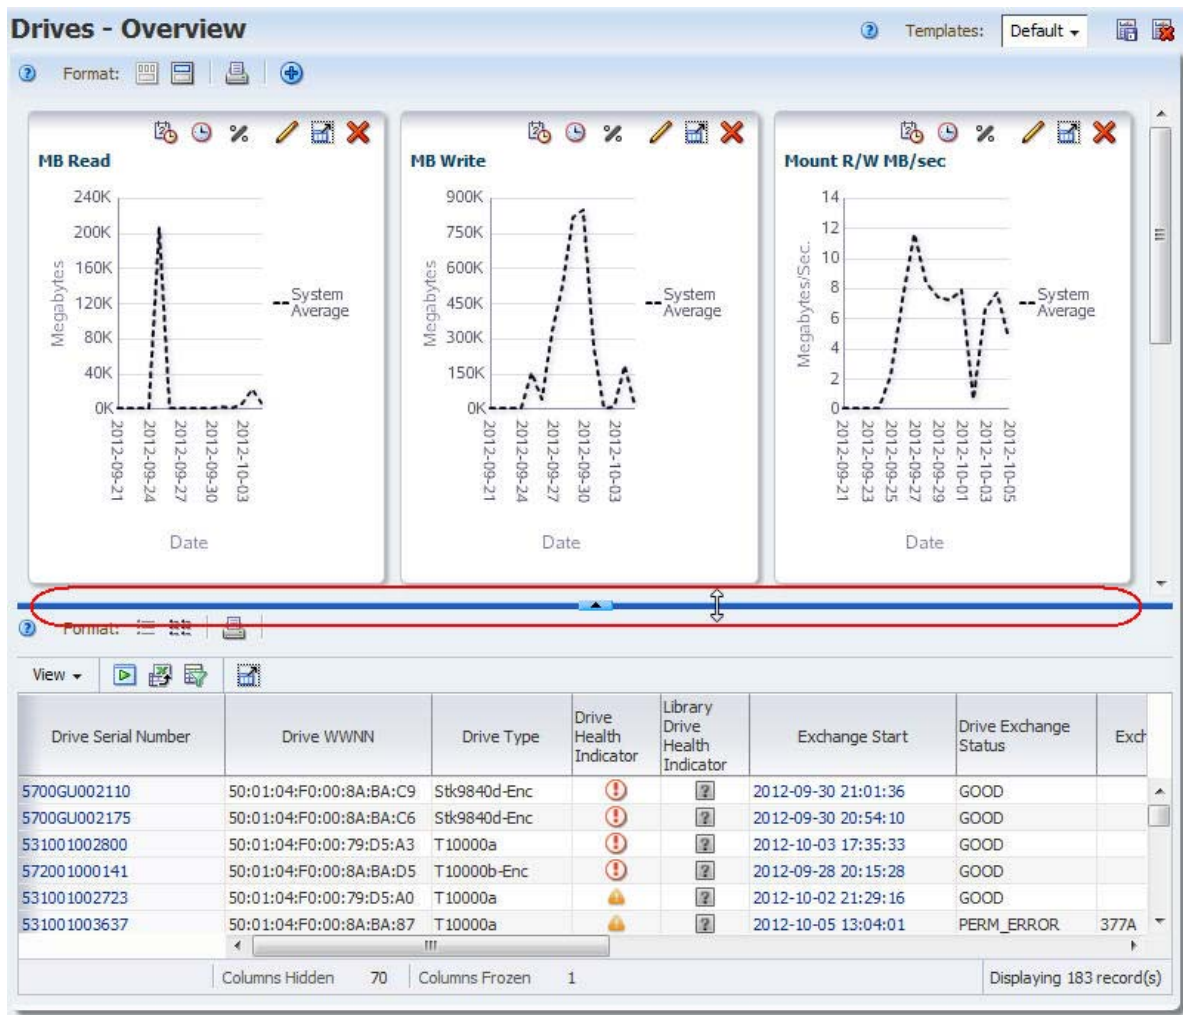 Drives - Overview
Templates: Default
Format:
MB Read
240K
200K
160K
120K
80K
40K
0K
Megabytes
System
Average
2012-09-21
2012-09-24
2012-09-27
2012-09-30
2012-10-03
Date
MB Write
900K
750K
600K
450K
300K
150K
0K
Megabytes
System
Average
2012-09-21
2012-09-24
2012-09-27
2012-09-30
2012-10-03
Date
Mount R/W MB/sec
14
12
10
8
6
4
2
0
Megabytes/Sec.
System
Average
2012-09-21
2012-09-23
2012-09-25
2012-09-27
2012-09-29
2012-10-01
2012-10-03
2012-10-05
Date
Format:
View
Drive Serial Number
Drive WWNN
Drive Type
Drive
Health
Indicator
Library
Drive
Health
Indicator
Exchange Start
Drive Exchange
Status
Exch
5700GU002110 50:01:04:F0:00:8A:BA:C9 Stk9840d-Enc 2012-09-30 21:01:36 GOOD
5700GU002175 50:01:04:F0:00:8A:BA:C6 Stk9840d-Enc 2012-09-30 20:54:10 GOOD
531001002800 50:01:04:F0:00:79:D5:A3 T10000a 2012-10-03 17:35:33 GOOD
572001000141 50:01:04:F0:00:8A:BA:D5 T10000b-Enc 2012-09-28 20:15:28 GOOD
531001002723 50:01:04:F0:00:79:D5:A0 T10000a 2012-10-02 21:29:16 GOOD
531001003637 50:01:04:F0:00:8A:BA:87 T10000a 2012-10-05 13:04:01 PERM_ERROR 377A
Columns Hidden 70 Columns Frozen 1 Displaying 183 record(s)